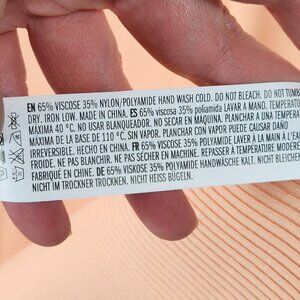 EN 65% VISCOSE 35% NYLON/POLYAMIDE HAND WASH COLD. DO NOT BLEACH. DO NOT TUMBL
DRY. IRON LOW. MADE IN CHINA. ES 65% viscosa 35% poliamida LAVAR A MANO. TEMPERATUR
MÁXIMA 40 °C. NO USAR BLANQUEADOR. NO SECAR EN MÁQUINA. PLANCHAR A UNA TEMPERA
MÁXIMA DE LA BASE DE 110 °C. SIN VAPOR. PLANCHAR CON VAPOR PUEDE CAUSAR DAÑO
IRREVERSIBLE. HECHO EN CHINA. FR 65% VISCOSE 35% POLYAMIDE LAVER À LA MAIN À L'EAU
FROIDE. NE PAS BLANCHIR. NE PAS SÉCHER EN MACHINE. REPASSER À TEMPÉRATURE MODÉRÉE
FABRIQUÉ EN CHINE. DE 65% VISKOSE 35% POLYAMID HANDWÄSCHE KALT. NICHT BLEICHEN
NICHT IM TROCKNER TROCKNEN. NICHT HEISS BÜGELN.